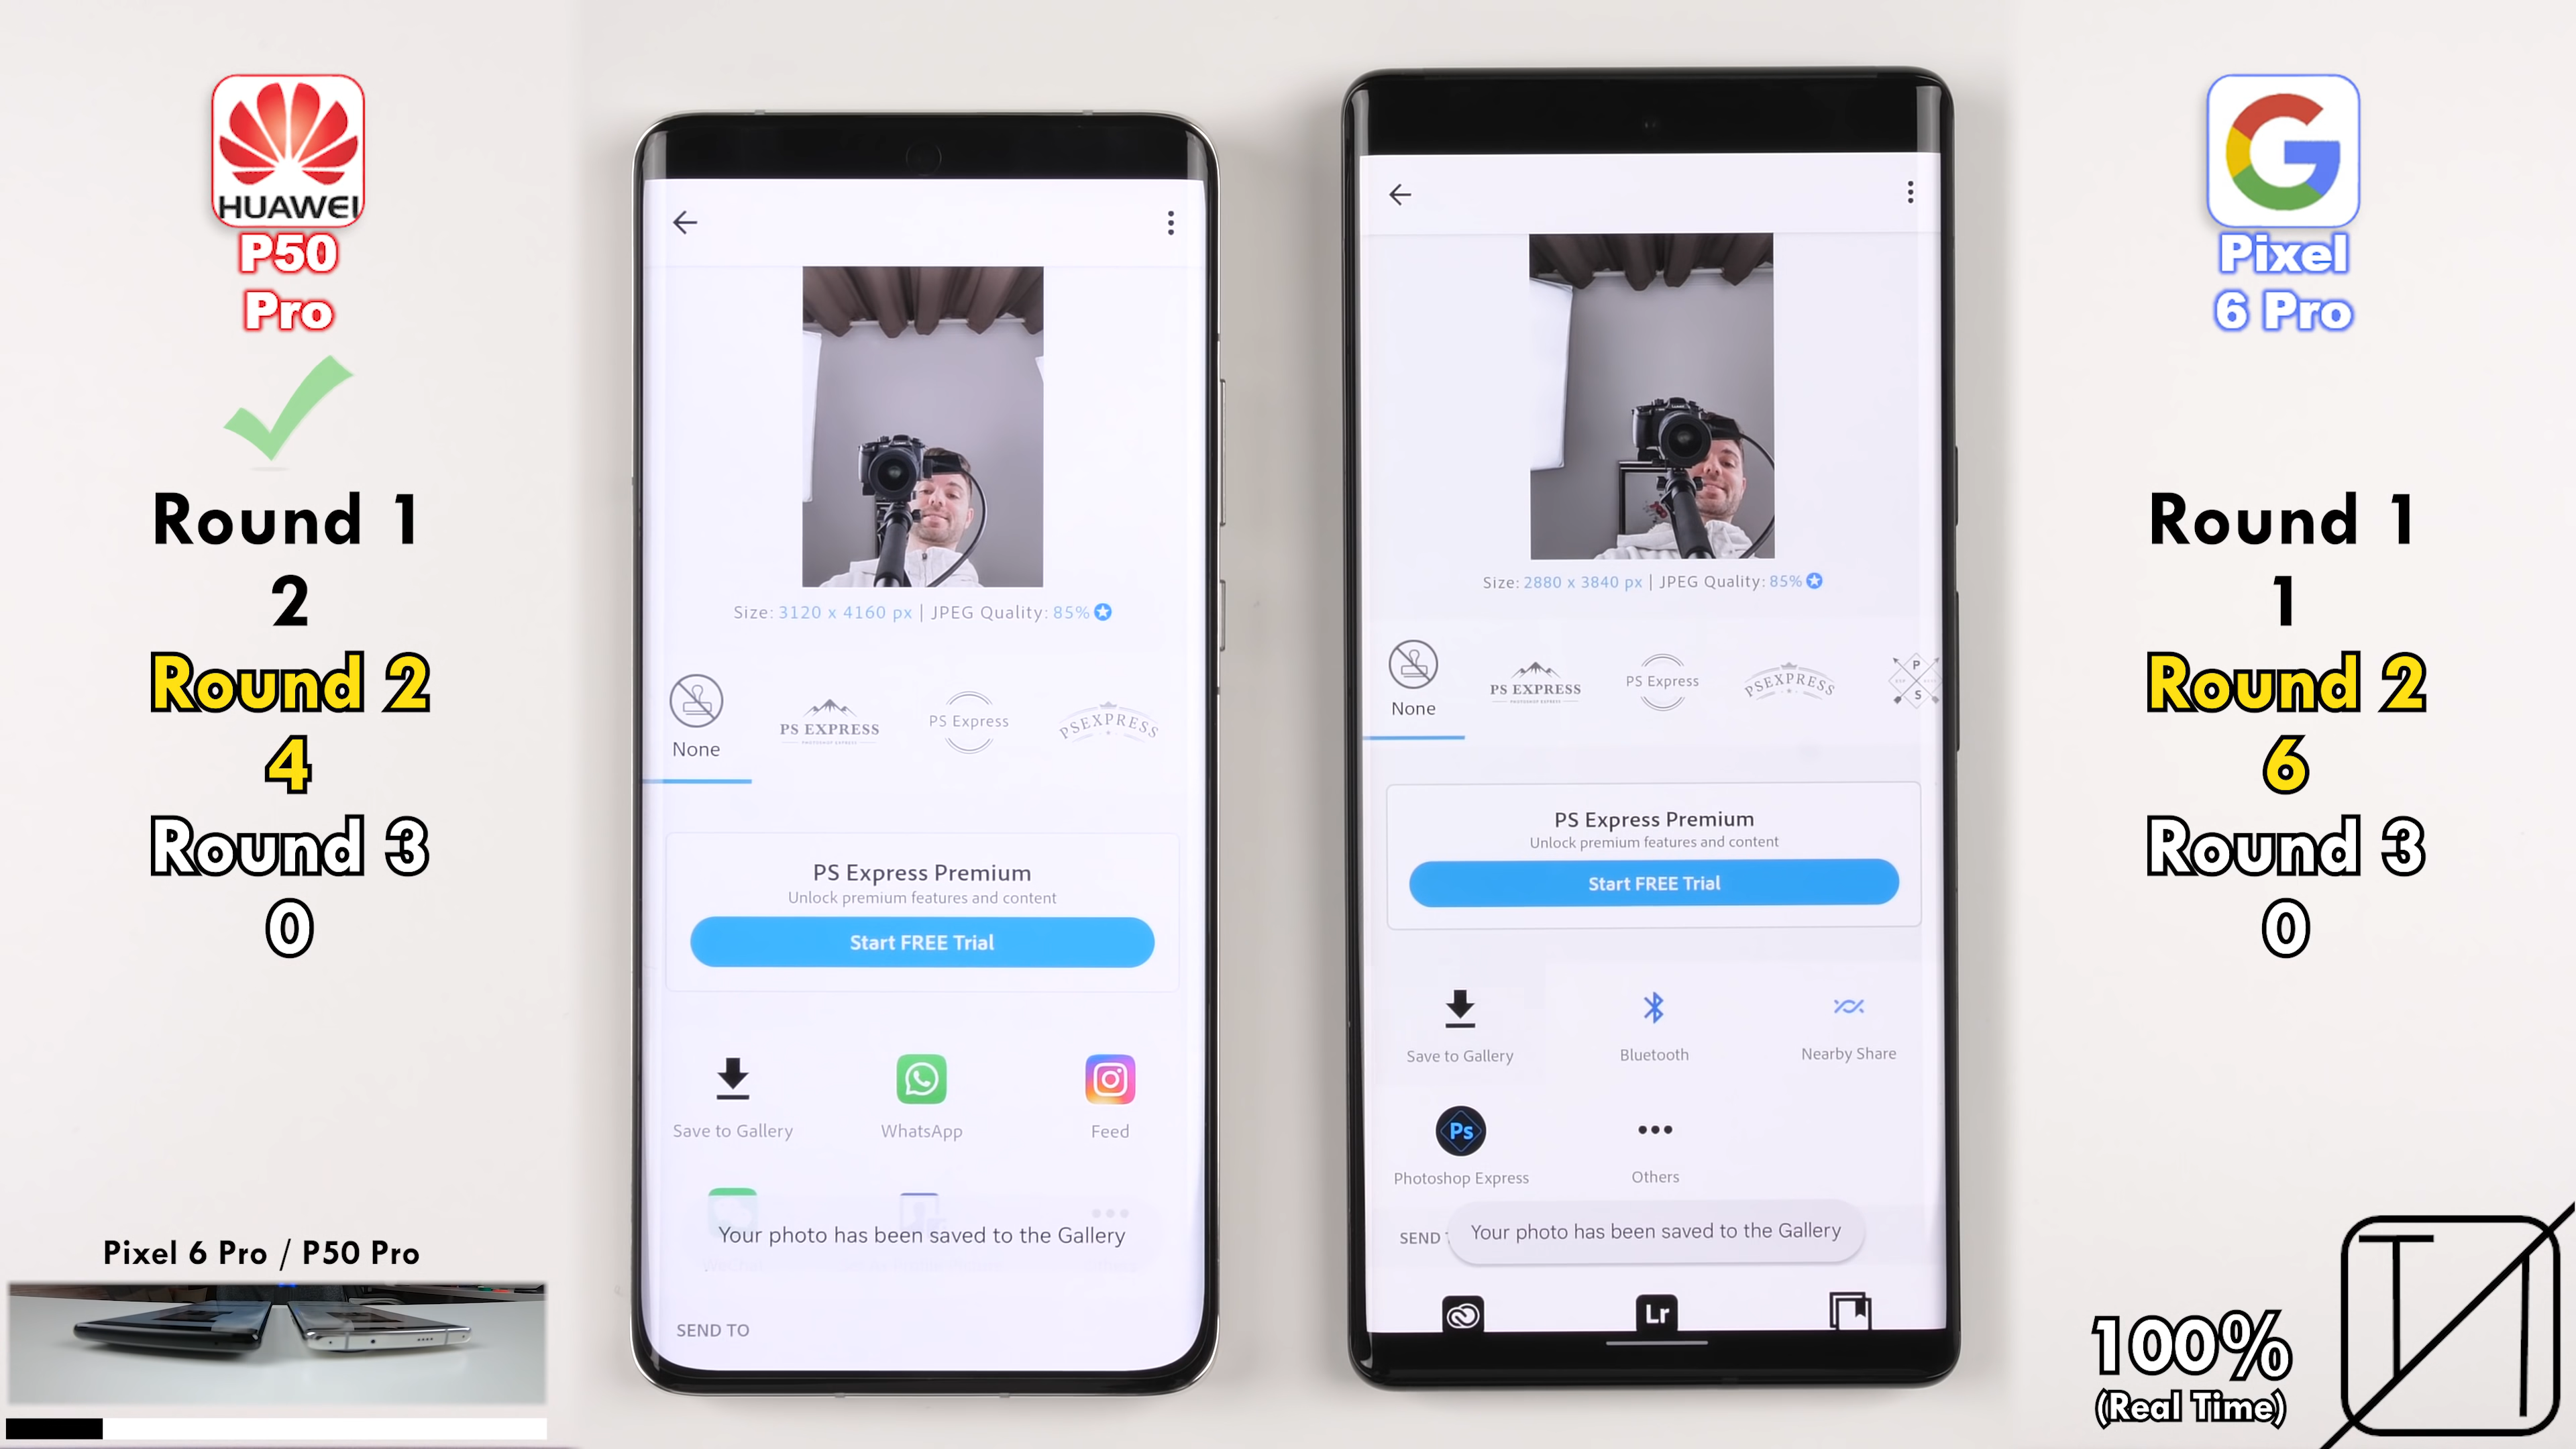 HUAWEI
P50
Pro
Round 1
2
Round 2
4
Round 3
0
Pixel 6 Pro / P50 Pro
Size: 3120 x 4160 px | JPEG Quality: 85%
None
PS EXPRESS
PS Express
PSEXPRESS
PS Express Premium
Unlock premium features and content
Start FREE Trial
Save to Gallery
WhatsApp
Feed
Your photo has been saved to the Gallery
SEND TO
Size: 2880 x 3840 px | JPEG Quality: 85%
None
PS EXPRESS
PS Express
PSEXPRESS
P
S
PS Express Premium
Unlock premium features and content
Start FREE Trial
Save to Gallery
Bluetooth
Nearby Share
Ps
Photoshop Express
Others
SEND
Your photo has been saved to the Gallery
Lr
G
Pixel
6 Pro
Round 1
1
Round 2
6
Round 3
0
100%
(Real Time)